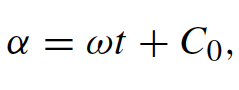 α = ωt + C₀,